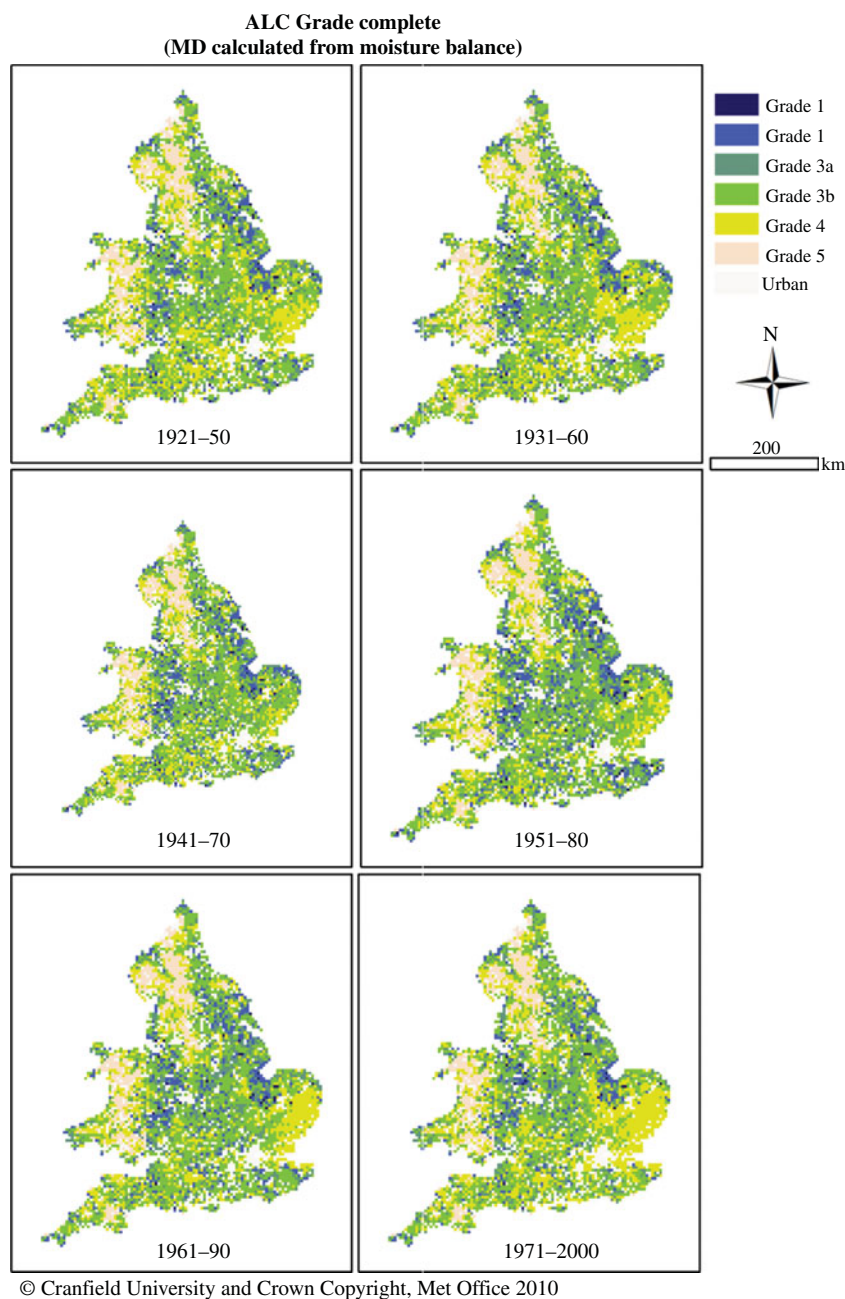 ALC Grade complete
(MD calculated from moisture balance)
Grade 1
Grade 1
Grade 3a
Grade 3b
Grade 4
Grade 5
Urban
N
200
km
1921–50
1931–60
1941–70
1951–80
1961–90
1971–2000
© Cranfield University and Crown Copyright, Met Office 2010